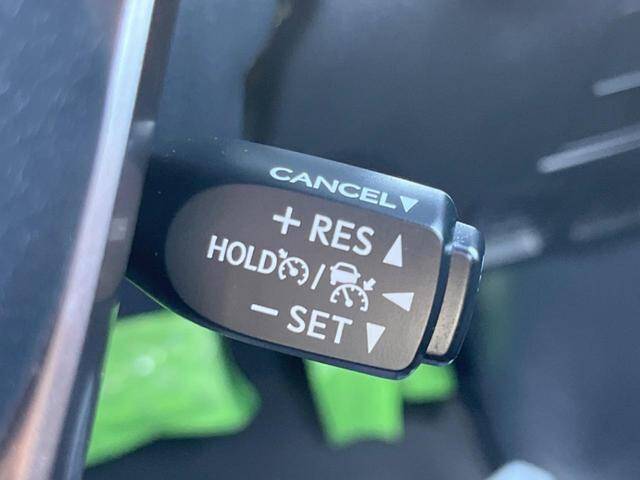 CANCEL▼
+ RES ▲
HOLD / ◀
− SET ▼